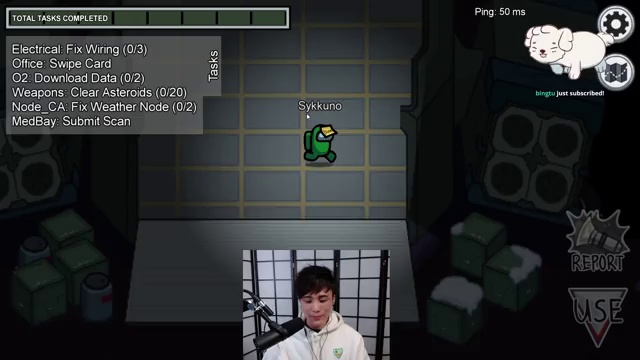 TOTAL TASKS COMPLETED
Ping: 50 ms
Electrical: Fix Wiring (0/3)
Office: Swipe Card
O2: Download Data (0/2)
Weapons: Clear Asteroids (0/20)
Node_CA: Fix Weather Node (0/2)
MedBay: Submit Scan
Tasks
bingtu just subscribed!
Sykkuno
REPORT
USE